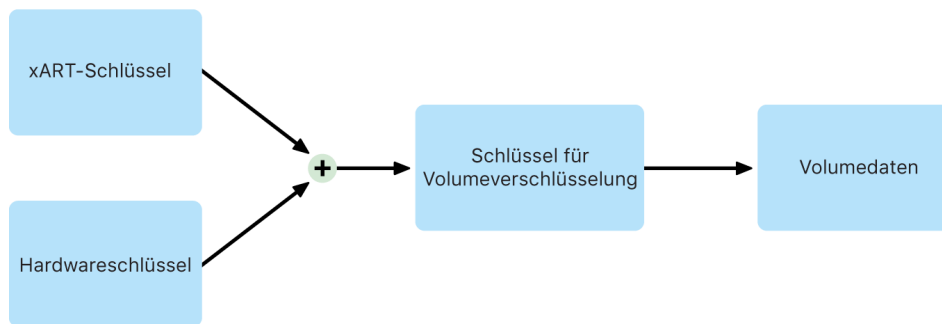 xART-Schlüssel
Hardwareschlüssel
+
Schlüssel für
Volumeverschlüsselung
Volumedaten